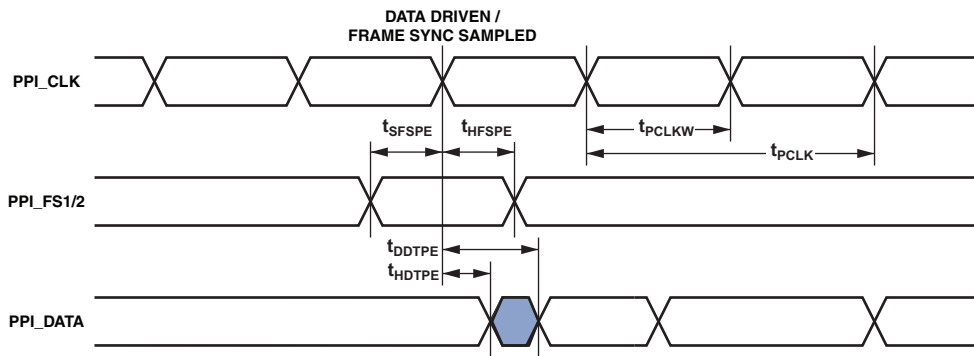 DATA DRIVEN /
FRAME SYNC SAMPLED
PPI_CLK
tSFSPE
tHFSPE
tPCLKW
tPCLK
PPI_FS1/2
tDDTPE
tHDTPE
PPI_DATA